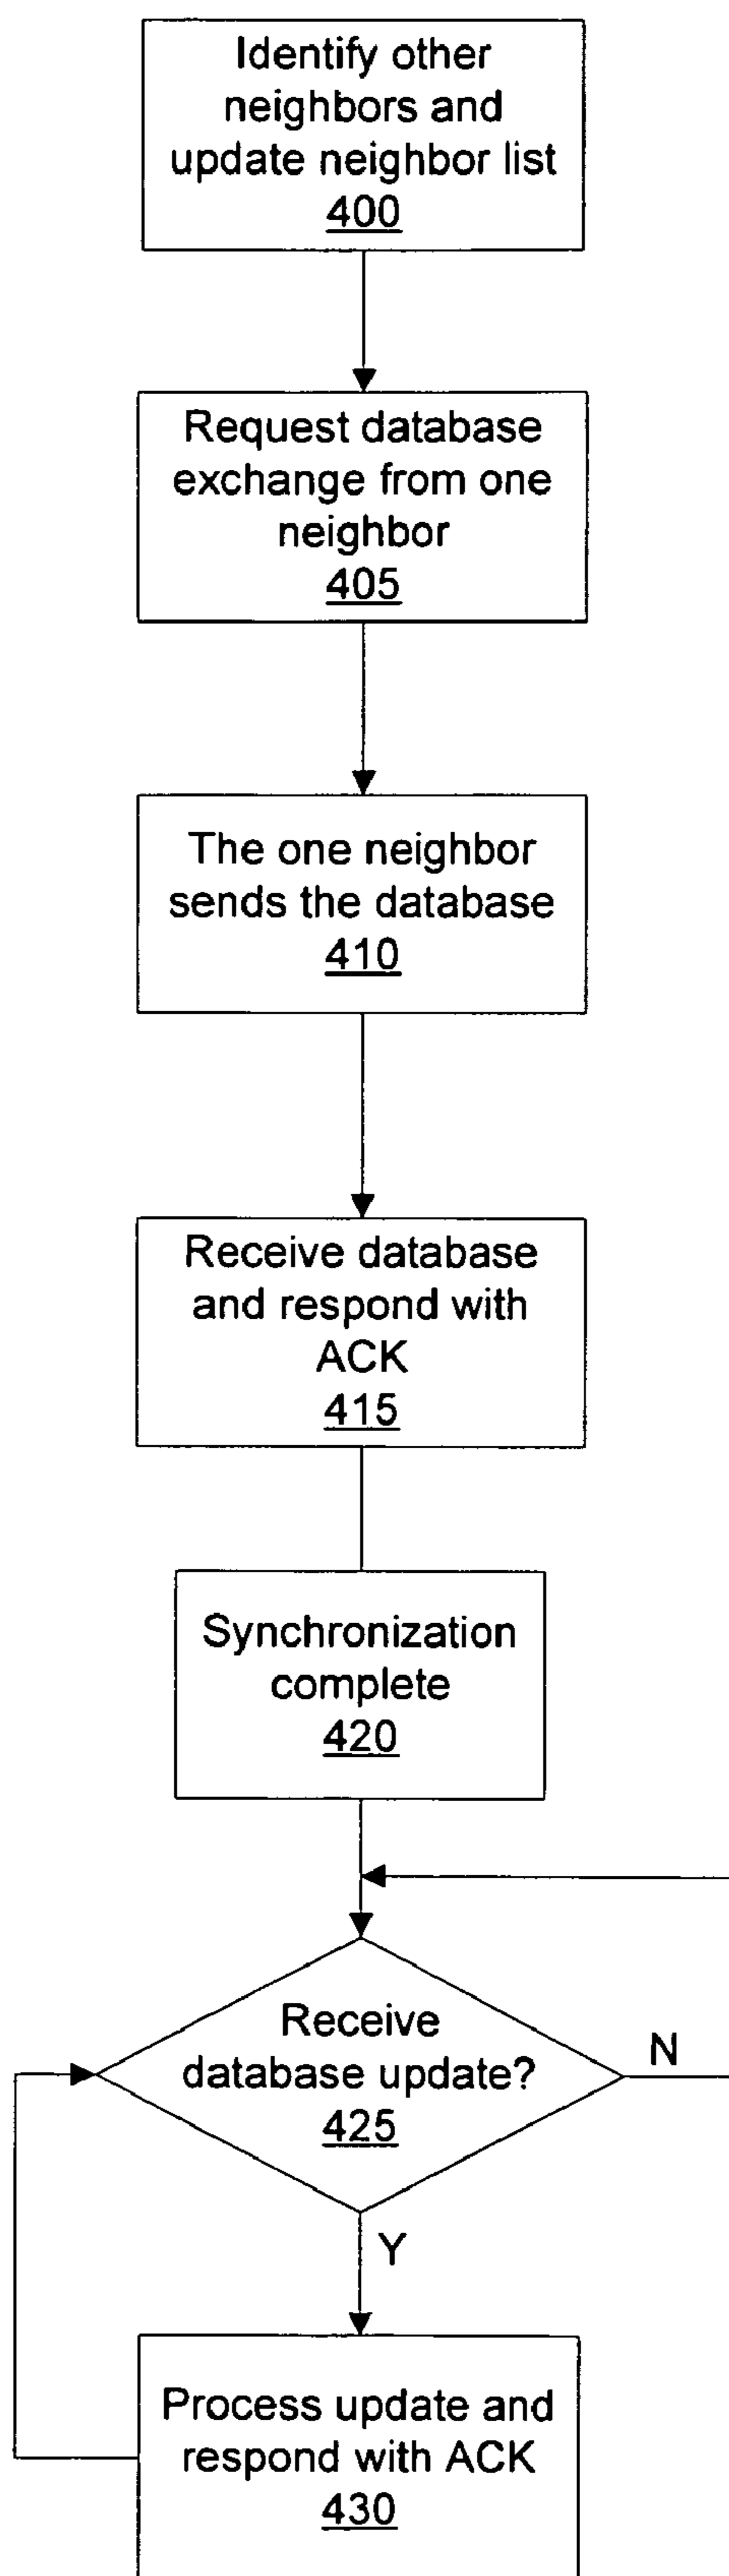 Identify other
neighbors and
update neighbor list
400
Request database
exchange from one
neighbor
405
The one neighbor
sends the database
410
Receive database
and respond with
ACK
415
Synchronization
complete
420
Receive
database update?
425
N
Y
Process update and
respond with ACK
430